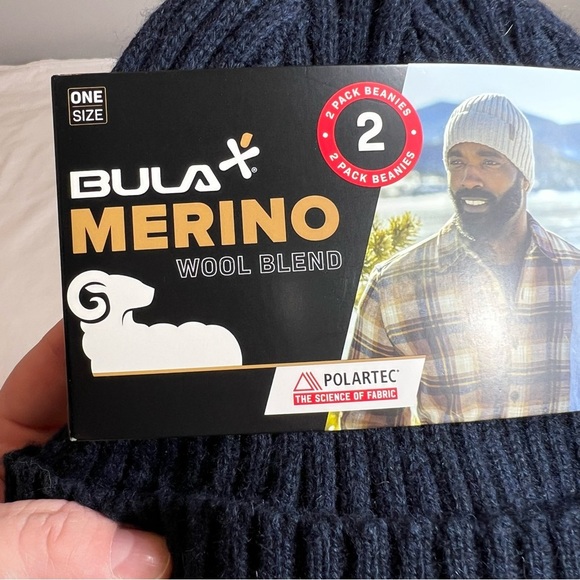 ONE
SIZE
2 PACK BEANIES
2
2 PACK BEANIES
BULA
®
MERINO
WOOL BLEND
POLARTEC®
THE SCIENCE OF FABRIC